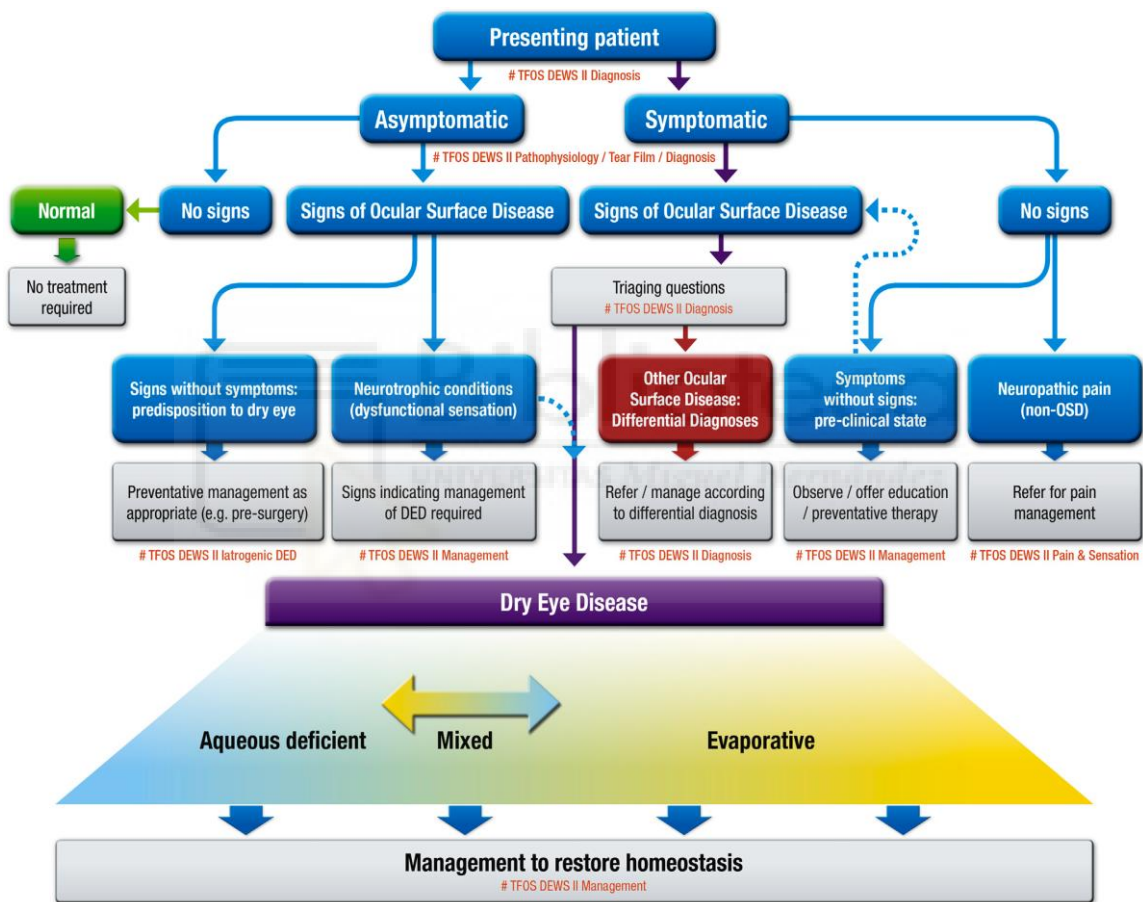 Presenting patient
# TFOS DEWS II Diagnosis
Asymptomatic
Symptomatic
# TFOS DEWS II Pathophysiology / Tear Film / Diagnosis
Normal
No signs
Signs of Ocular Surface Disease
Signs of Ocular Surface Disease
No signs
No treatment
required
Triaging questions
# TFOS DEWS II Diagnosis
Signs without symptoms:
predisposition to dry eye
Neurotrophic conditions
(dysfunctional sensation)
Other Ocular
Surface Disease:
Differential Diagnoses
Symptoms
without signs:
pre-clinical state
Neuropathic pain
(non-OSD)
Biblioteca
UNIVERSITAS Miguel Hernández
Preventative management as
appropriate (e.g. pre-surgery)
Signs indicating management
of DED required
Refer / manage according
to differential diagnosis
Observe / offer education
/ preventative therapy
Refer for pain
management
# TFOS DEWS II Iatrogenic DED
# TFOS DEWS II Management
# TFOS DEWS II Diagnosis
# TFOS DEWS II Management
# TFOS DEWS II Pain & Sensation
Dry Eye Disease
Aqueous deficient
Mixed
Evaporative
Management to restore homeostasis
# TFOS DEWS II Management